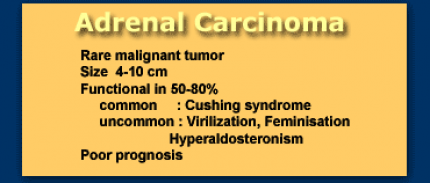 Adrenal Carcinoma
Rare malignant tumor
Size 4-10 cm
Functional in 50-80%
common : Cushing syndrome
uncommon : Virilization, Feminisation
Hyperaldosteronism
Poor prognosis